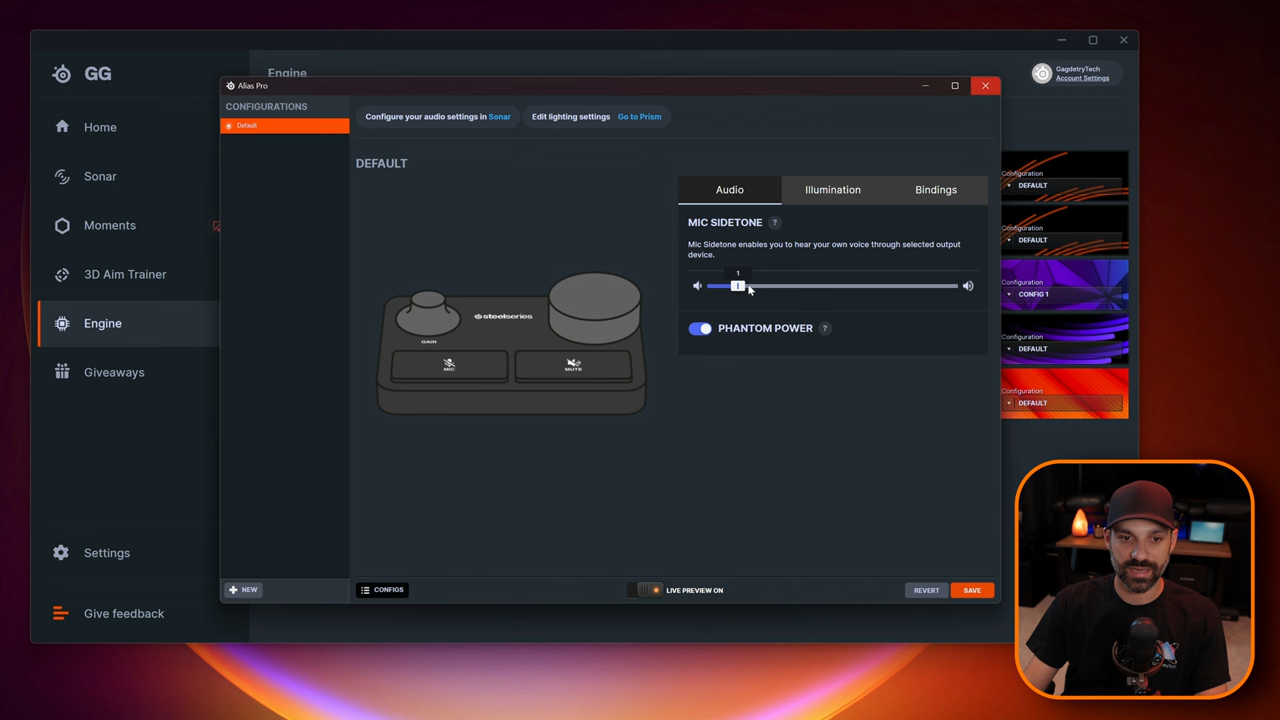 GG
Engine
GagdetryTech
Account Settings
Home
Sonar
Moments
3D Aim Trainer
Engine
Giveaways
Settings
Give feedback
Alias Pro
CONFIGURATIONS
Default
NEW
Configure your audio settings in Sonar
Edit lighting settings Go to Prism
DEFAULT
steelseries
GAIN
MIC
MUTE
Audio
Illumination
Bindings
MIC SIDETONE ?
Mic Sidetone enables you to hear your own voice through selected output
device.
1
PHANTOM POWER ?
CONFIGS
LIVE PREVIEW ON
REVERT
SAVE
Configuration
DEFAULT
Configuration
DEFAULT
Configuration
CONFIG 1
Configuration
DEFAULT
Configuration
DEFAULT